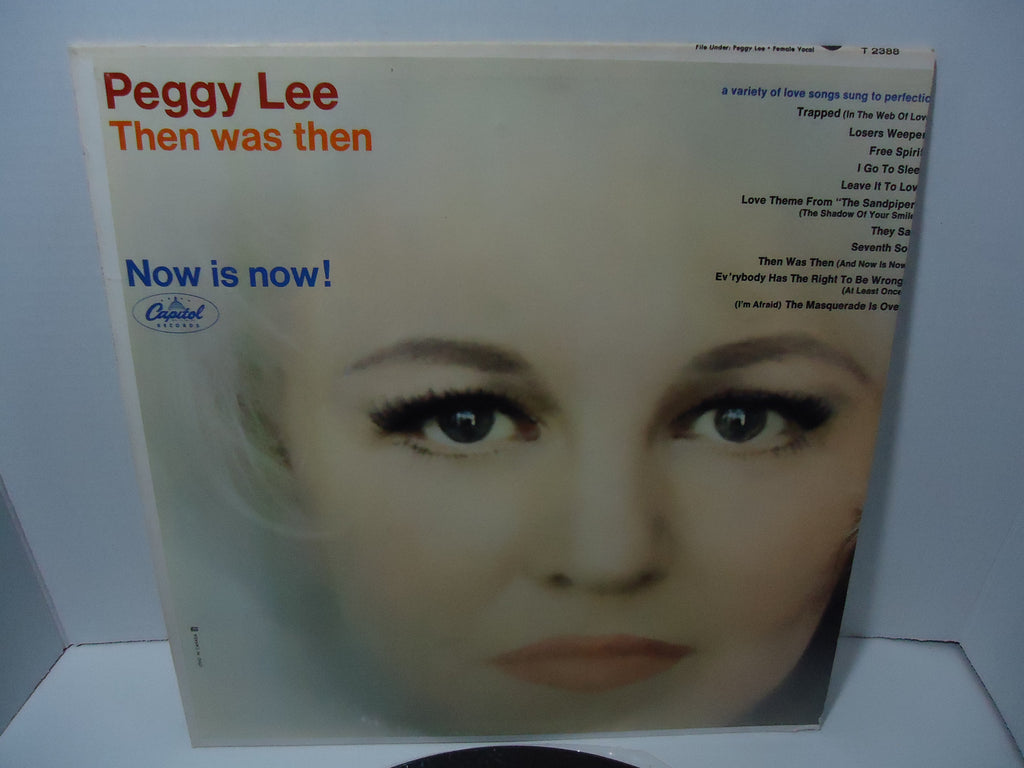 File Under: Peggy Lee • Female Vocal T 2388
Peggy Lee
Then was then
Now is now!
Capitol
RECORDS
a variety of love songs sung to perfectio
Trapped (In The Web Of Lov
Losers Weeper
Free Spiri
I Go To Slee
Leave It To Lov
Love Theme From "The Sandpiper
(The Shadow Of Your Smile
They Sa
Seventh So
Then Was Then (And Now Is Now
Ev'rybody Has The Right To Be Wrong
(At Least Once
(I'm Afraid) The Masquerade Is Ove